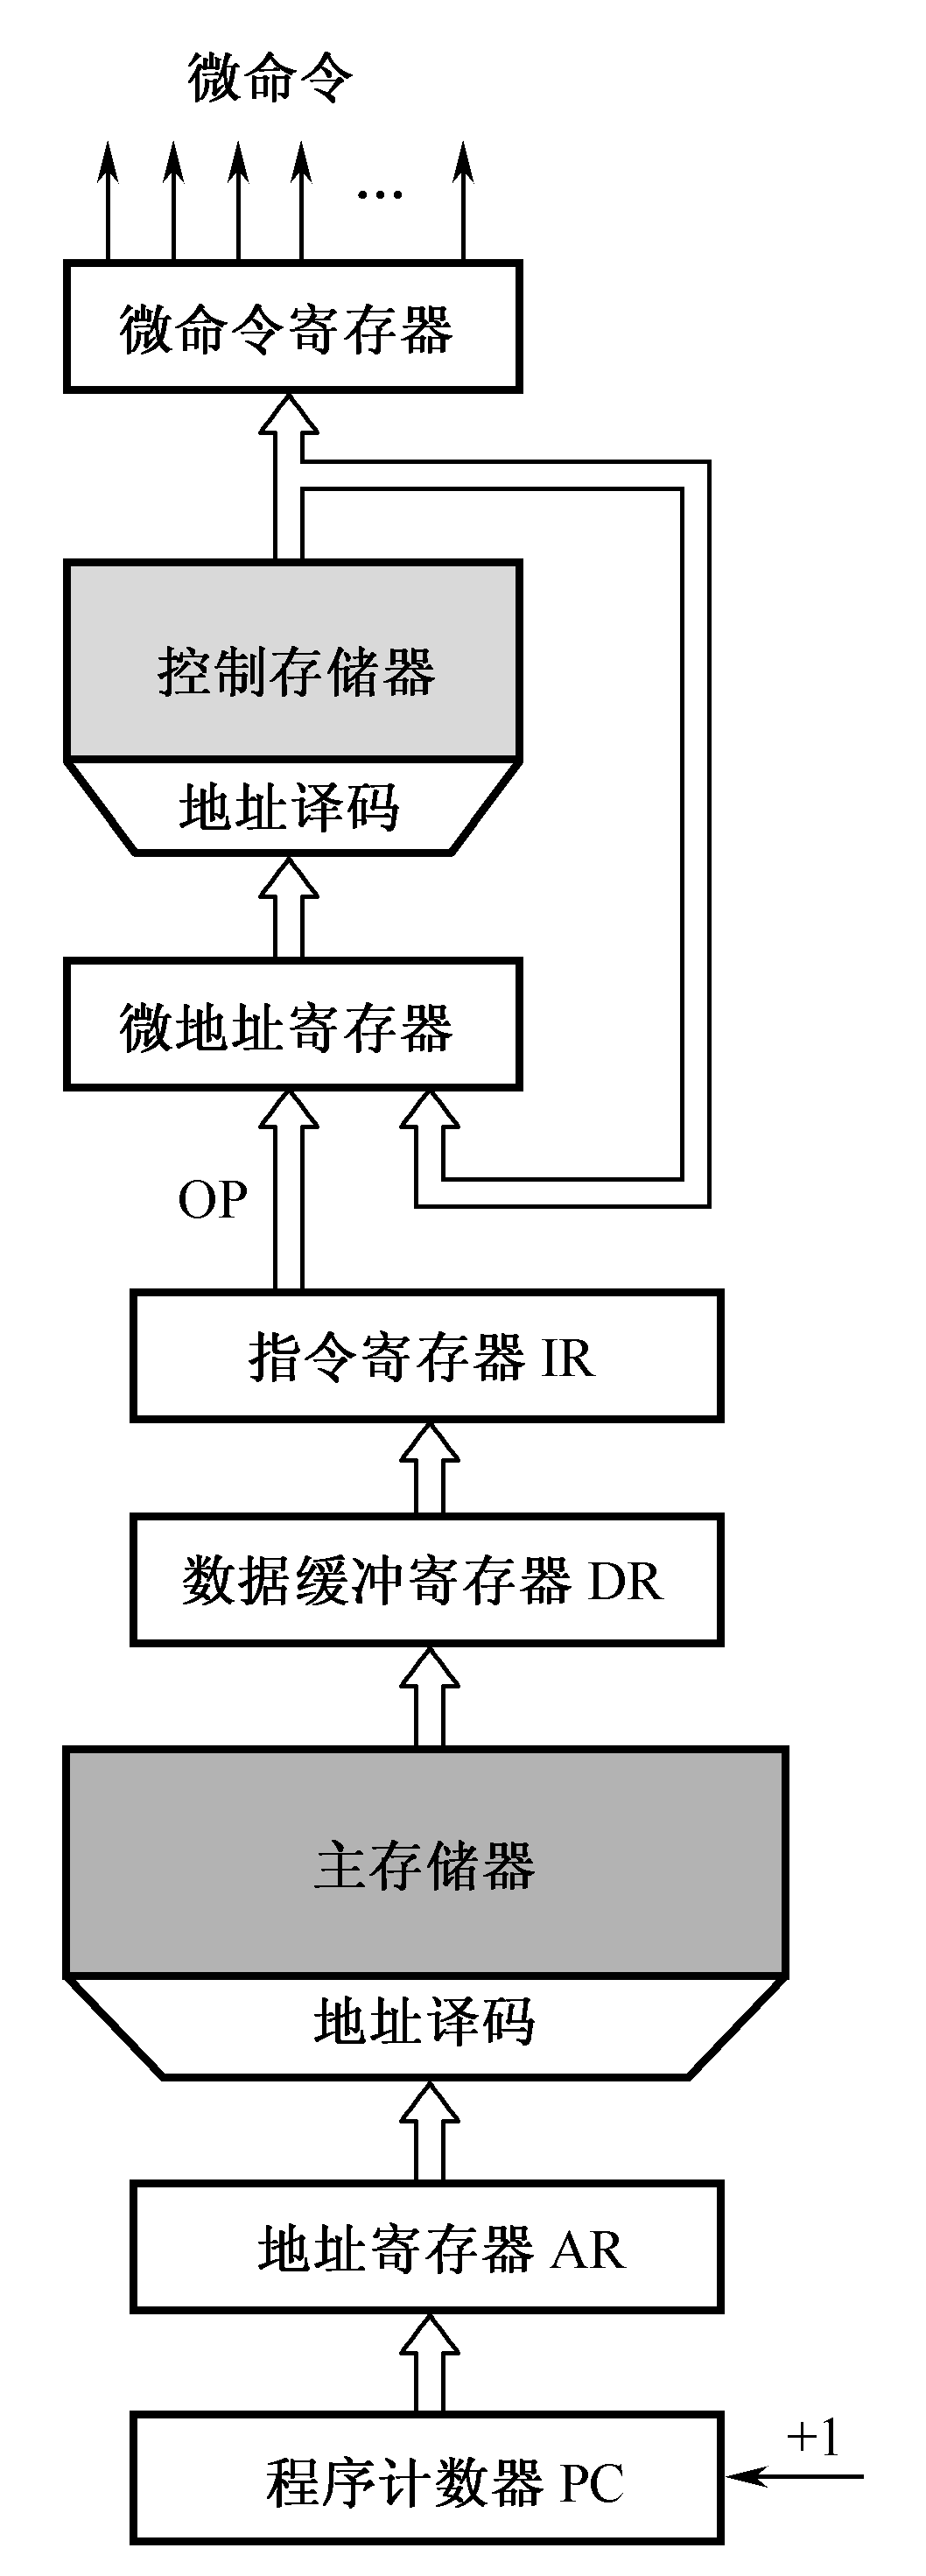 微命令
…
微命令寄存器
控制存储器
地址译码
微地址寄存器
OP
指令寄存器 IR
数据缓冲寄存器 DR
主存储器
地址译码
地址寄存器 AR
+1
程序计数器 PC